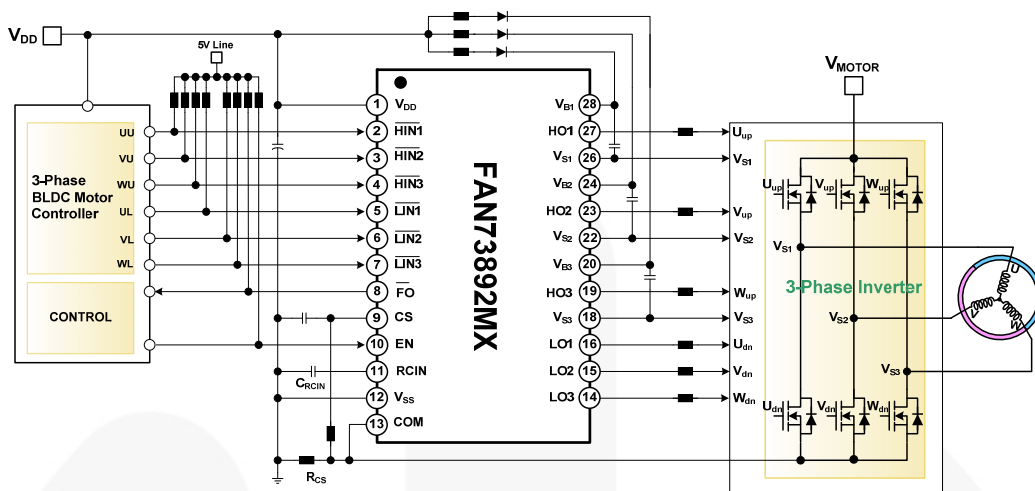 VDD
5V Line
VMOTOR
3-Phase
BLDC Motor
Controller
CONTROL
UU
VU
WU
UL
VL
WL
FAN73892MX
1 VDD
2 HIN1
3 HIN2
4 HIN3
5 LIN1
6 LIN2
7 LIN3
8 FO
9 CS
10 EN
11 RCIN
12 VSS
13 COM
CRCIN
RCS
VB1 28
HO1 27
VS1 26
VB2 24
HO2 23
VS2 22
VB3 20
HO3 19
VS3 18
LO1 16
LO2 15
LO3 14
Uup
VS1
Vup
VS2
Wup
VS3
Udn
Vdn
Wdn
Uup Vup Wup
VS1
3-Phase Inverter
VS2
VS3
Udn Vdn Wdn
U
V
W